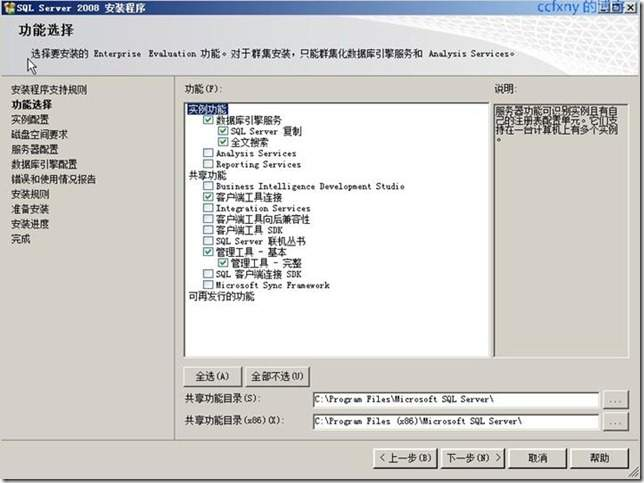 SQL Server 2008 安装程序
ccfxny 的博客
功能选择
选择要安装的 Enterprise Evaluation 功能。对于群集安装，只能群集化数据库引擎服务和 Analysis Services。
安装程序支持规则
功能选择
实例配置
磁盘空间要求
服务器配置
数据库引擎配置
错误和使用情况报告
安装规则
准备安装
安装进度
完成
功能(F):
实例功能
数据库引擎服务
SQL Server 复制
全文搜索
Analysis Services
Reporting Services
共享功能
Business Intelligence Development Studio
客户端工具连接
Integration Services
客户端工具向后兼容性
客户端工具 SDK
SQL Server 联机丛书
管理工具 - 基本
管理工具 - 完整
SQL 客户端连接 SDK
Microsoft Sync Framework
可再发行的功能
说明:
服务器功能可识别实例且有自
己的注册表配置单元。它们支
持在一台计算机上有多个实例
。
全选(A)
全部不选(U)
共享功能目录(S):
C:\Program Files\Microsoft SQL Server\
...
共享功能目录(x86)(X):
C:\Program Files (x86)\Microsoft SQL Server\
...
< 上一步(B)
下一步(N) >
取消
帮助